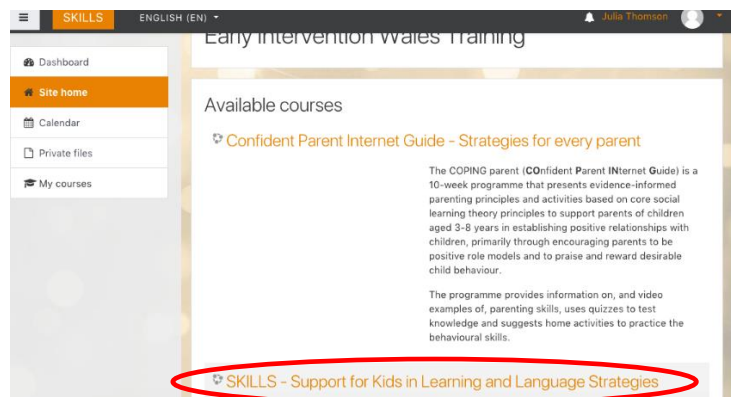 SKILLS ENGLISH (EN) Julia Thomson
Early Intervention Wales Training
Dashboard
Site home
Calendar
Private files
My courses
Available courses
Confident Parent Internet Guide - Strategies for every parent
The COPING parent (COnfident Parent INternet Guide) is a
10-week programme that presents evidence-informed
parenting principles and activities based on core social
learning theory principles to support parents of children
aged 3-8 years in establishing positive relationships with
children, primarily through encouraging parents to be
positive role models and to praise and reward desirable
child behaviour.
The programme provides information on, and video
examples of, parenting skills, uses quizzes to test
knowledge and suggests home activities to practice the
behavioural skills.
SKILLS - Support for Kids in Learning and Language Strategies